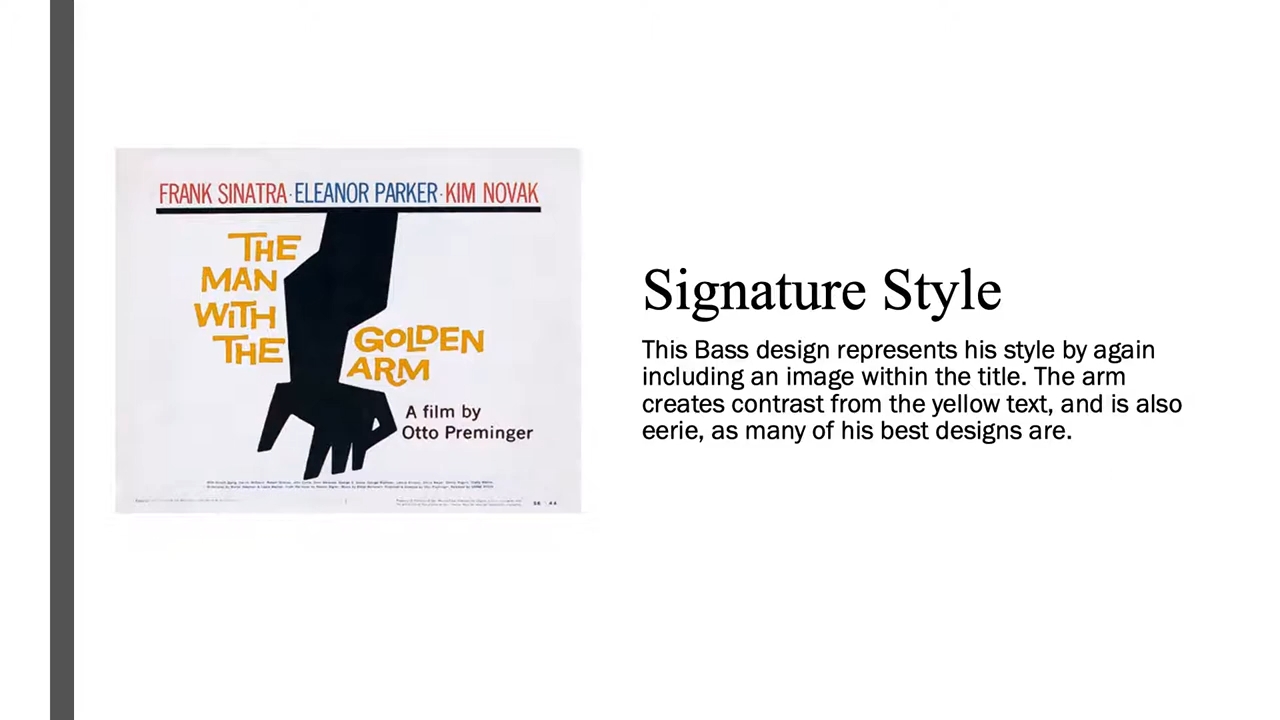 FRANK SINATRA · ELEANOR PARKER · KIM NOVAK
THE
MAN
WiTH
THE
GOLDEN
ARM
A film by
Otto Preminger
Signature Style
This Bass design represents his style by again
including an image within the title. The arm
creates contrast from the yellow text, and is also
eerie, as many of his best designs are.